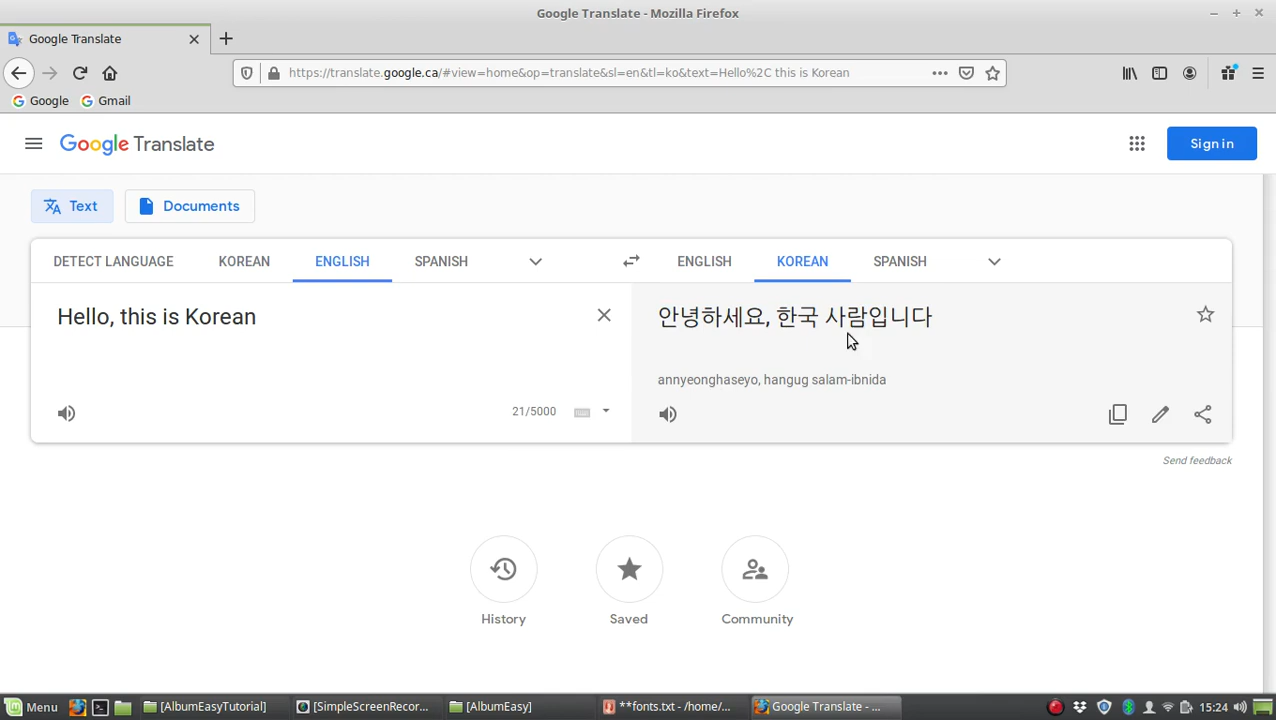 Google Translate - Mozilla Firefox
Google Translate
https://translate.google.ca/#view=home&op=translate&sl=en&tl=ko&text=Hello%2C this is Korean
Google Gmail
Google Translate
Sign in
Text Documents
DETECT LANGUAGE KOREAN ENGLISH SPANISH ENGLISH KOREAN SPANISH
Hello, this is Korean
안녕하세요, 한국 사람입니다
annyeonghaseyo, hangug salam-ibnida
21/5000
Send feedback
History Saved Community
Menu [AlbumEasyTutorial] [SimpleScreenRecor... [AlbumEasy] **fonts.txt - /home/... Google Translate - ... 15:24